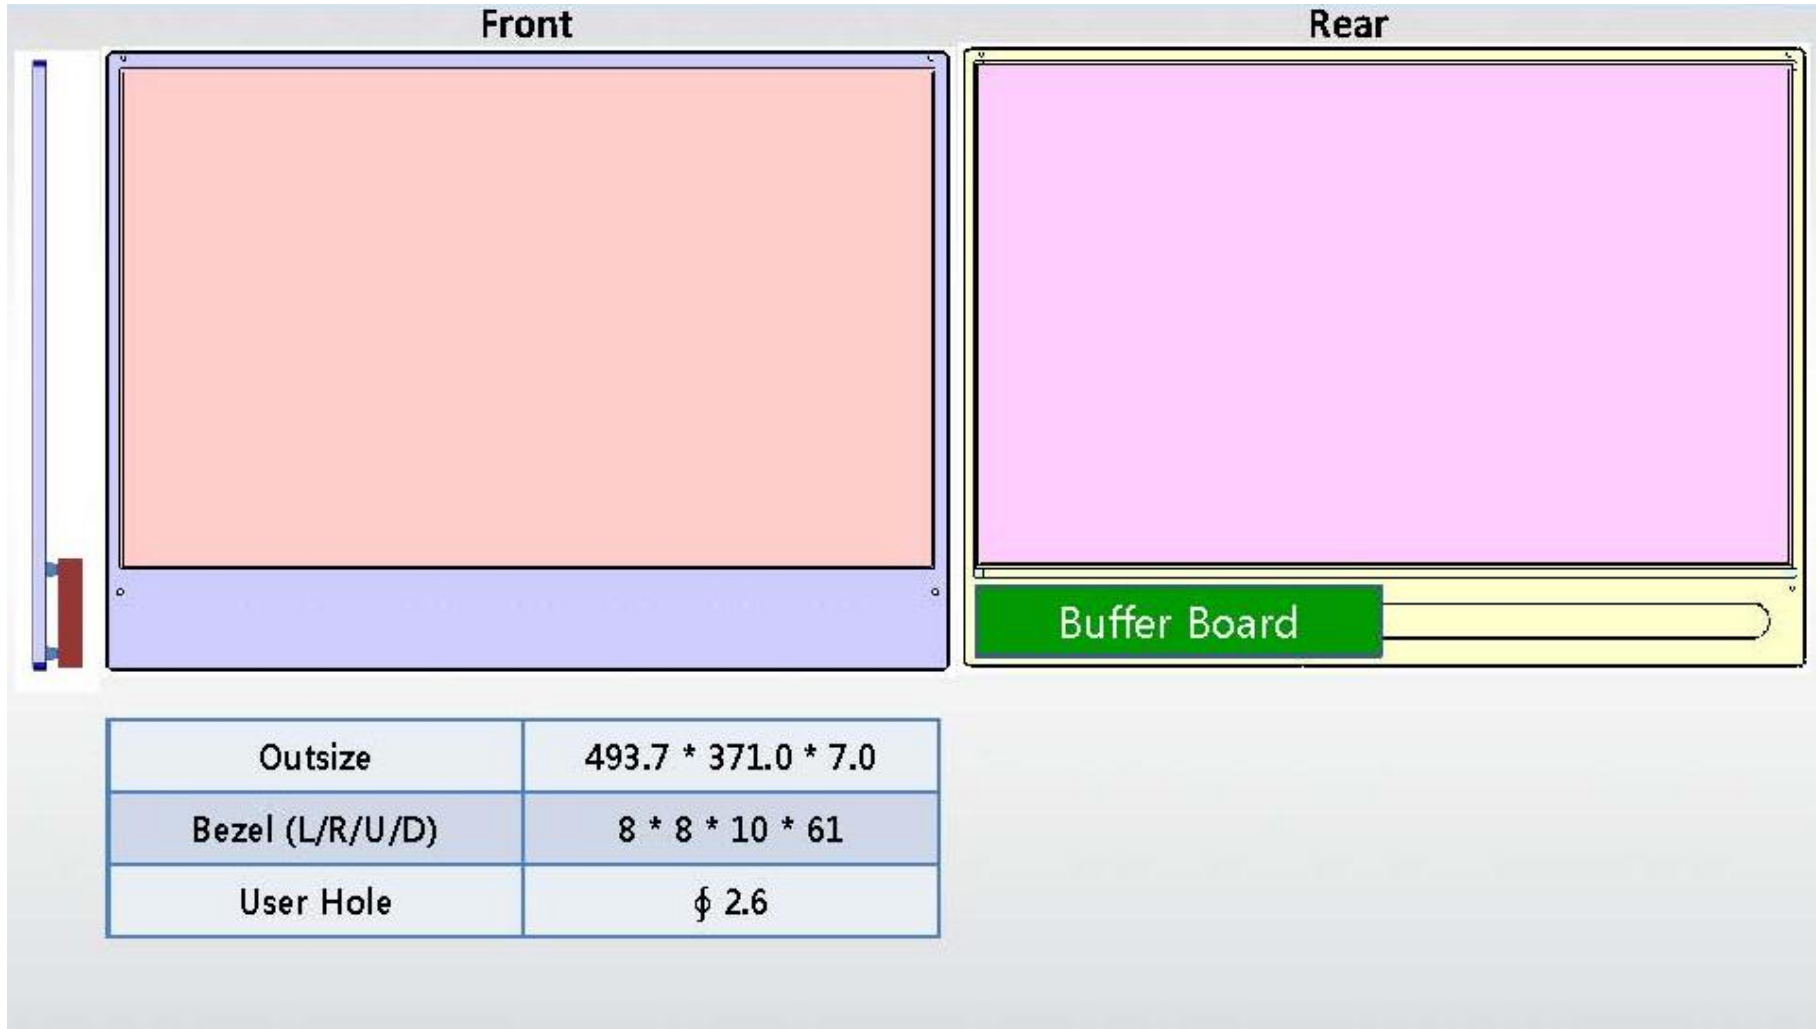 Front
Rear
Buffer Board
Outsize 493.7 * 371.0 * 7.0
Bezel (L/R/U/D) 8 * 8 * 10 * 61
User Hole ∮ 2.6